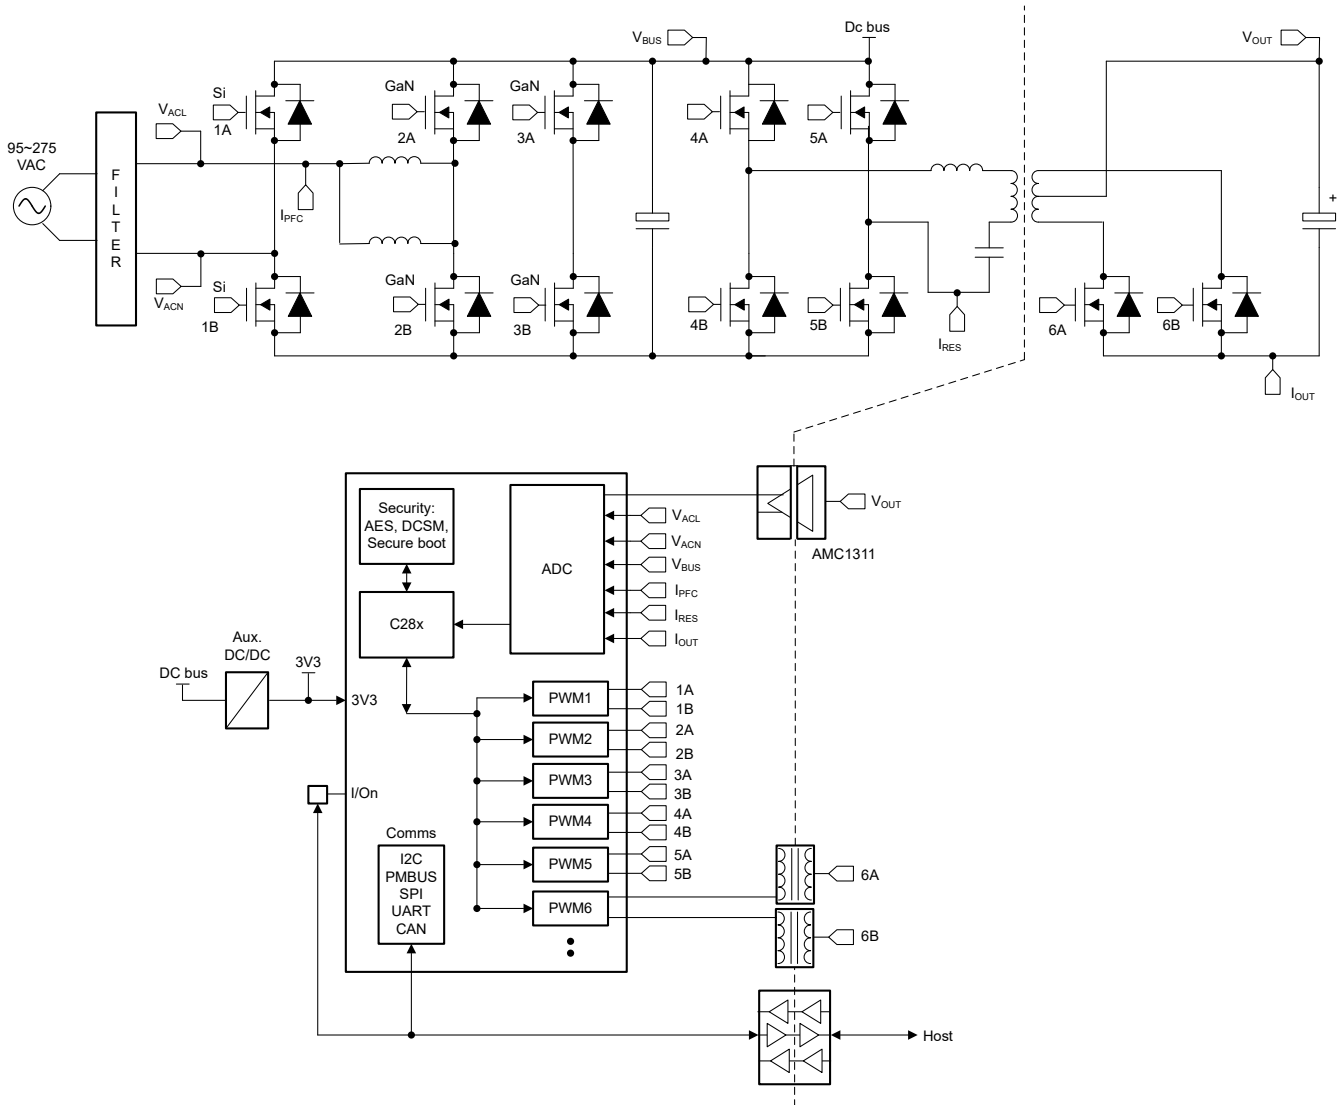 VBUS
Dc bus
VOUT
Si
GaN
GaN
VACL
1A
2A
3A
4A
5A
95~275
VAC
FILTER
IPFC
+
VACN
Si
GaN
GaN
1B
2B
3B
4B
5B
6A
6B
IRES
IOUT
Security:
AES, DCSM,
Secure boot
ADC
VOUT
VACL
VACN
AMC1311
VBUS
IPFC
C28x
IRES
IOUT
Aux.
DC/DC
DC bus
3V3
3V3
PWM1
1A
1B
PWM2
2A
2B
PWM3
3A
3B
I/On
PWM4
4A
4B
Comms
I2C
PMBUS
SPI
UART
CAN
PWM5
5A
5B
6A
PWM6
6B
Host